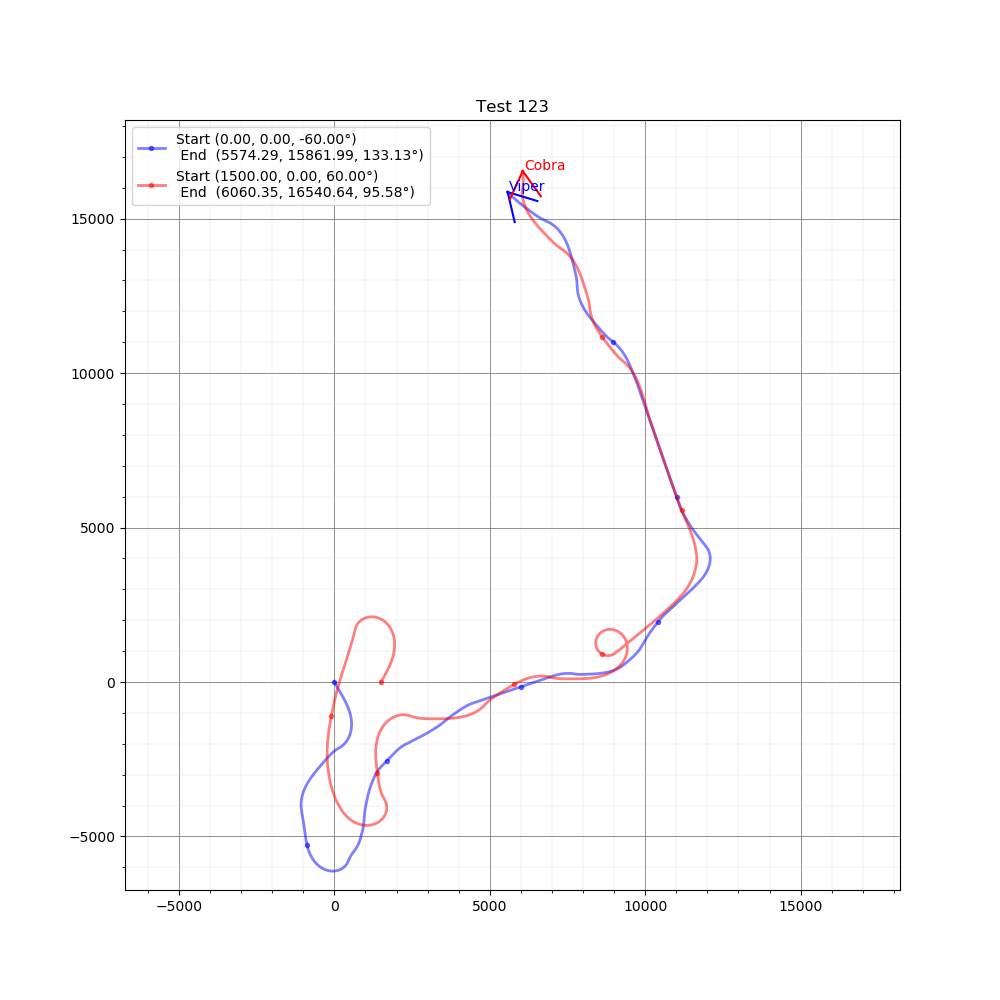 Test 123
Start (0.00, 0.00, -60.00°)
End (5574.29, 15861.99, 133.13°)
Start (1500.00, 0.00, 60.00°)
End (6060.35, 16540.64, 95.58°)
Cobra
Viper
15000
10000
5000
0
−5000
−5000
0
5000
10000
15000